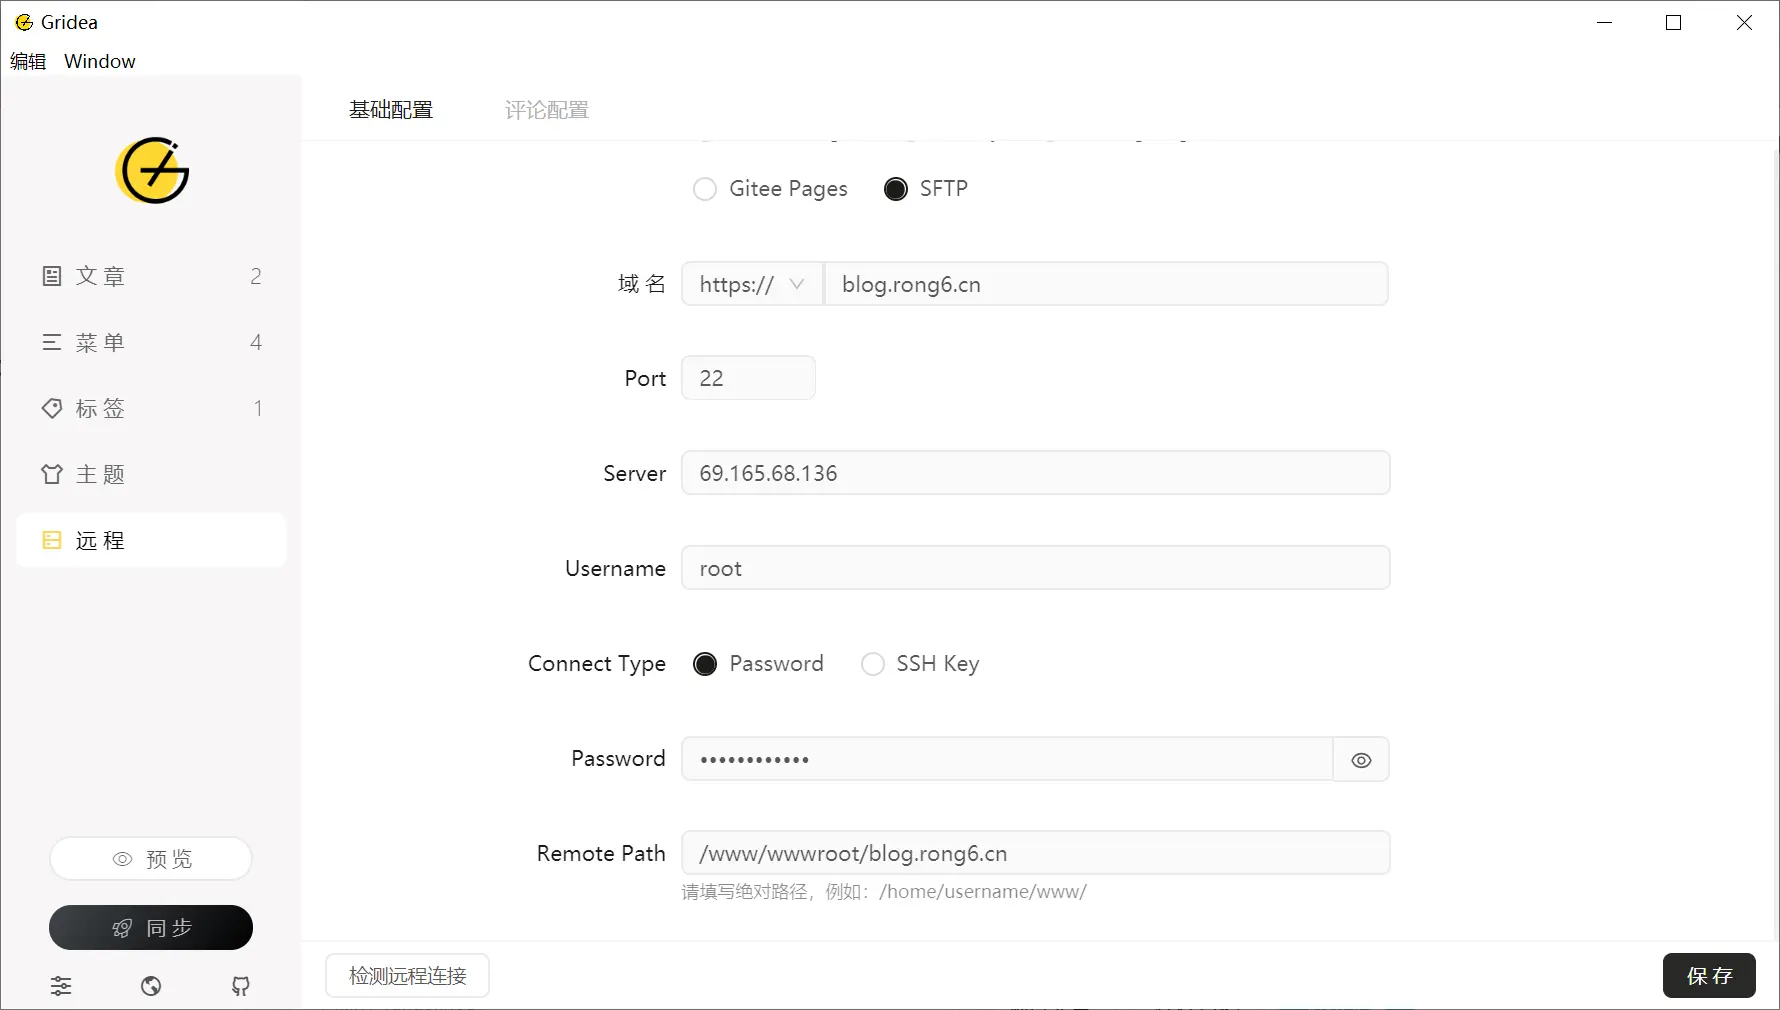 Gridea
编辑 Window
基础配置 评论配置
Gitee Pages SFTP
文章 2
菜单 4
标签 1
主题
远程
域名 https:// blog.rong6.cn
Port 22
Server 69.165.68.136
Username root
Connect Type Password SSH Key
Password ••••••••••••
Remote Path /www/wwwroot/blog.rong6.cn
请填写绝对路径，例如：/home/username/www/
预览
同步
检测远程连接
保存